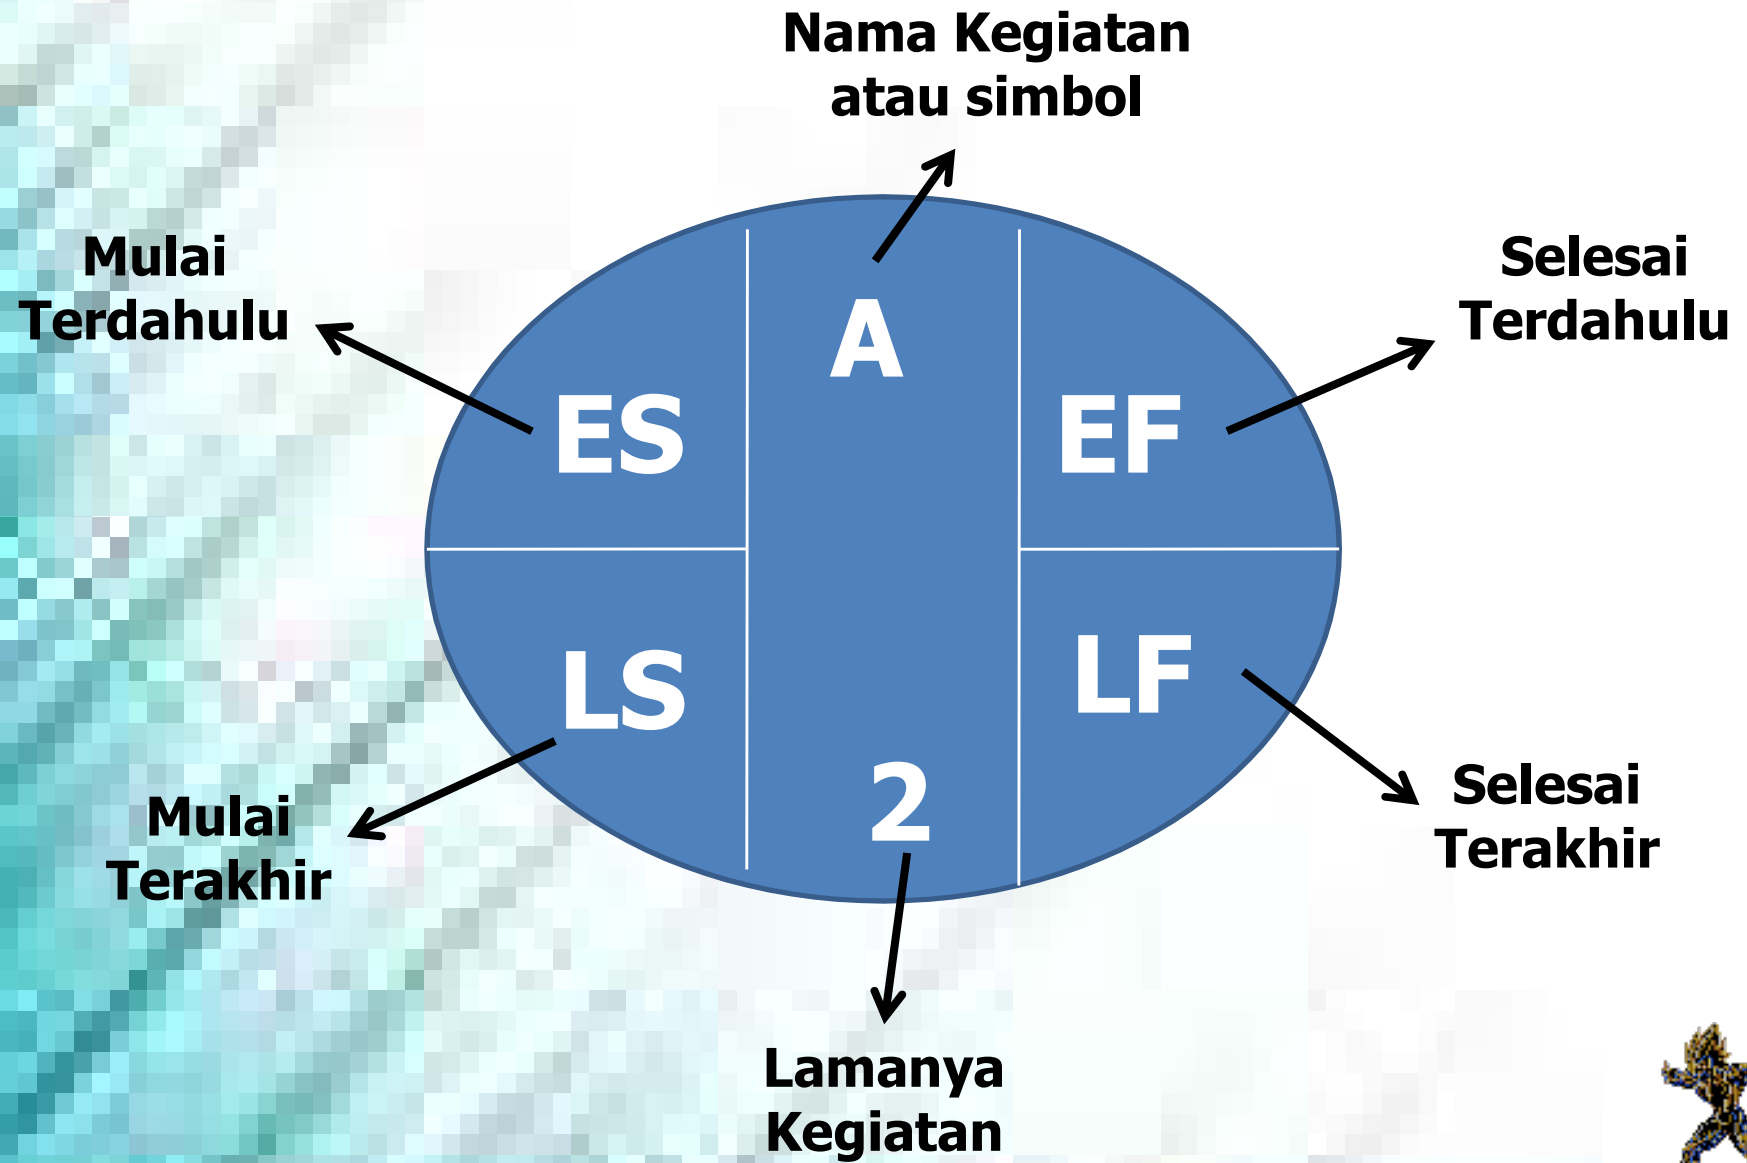 Nama Kegiatan
atau simbol
Mulai
Terdahulu
Selesai
Terdahulu
A
ES
EF
LS
LF
2
Mulai
Terakhir
Selesai
Terakhir
Lamanya
Kegiatan